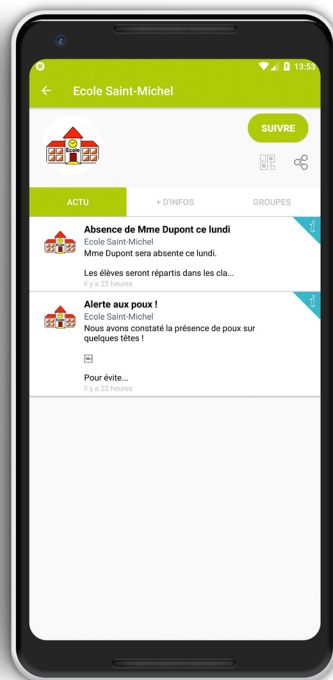 13:53
Ecole Saint-Michel
Ecole
SUIVRE
ACTU
+ D'INFOS
GROUPES
Absence de Mme Dupont ce lundi
Ecole Saint-Michel
Mme Dupont sera absente ce lundi.
Les élèves seront répartis dans les cla...
il y a 22 heures
Alerte aux poux !
Ecole Saint-Michel
Nous avons constaté la présence de poux sur
quelques têtes !
Pour évite...
il y a 22 heures